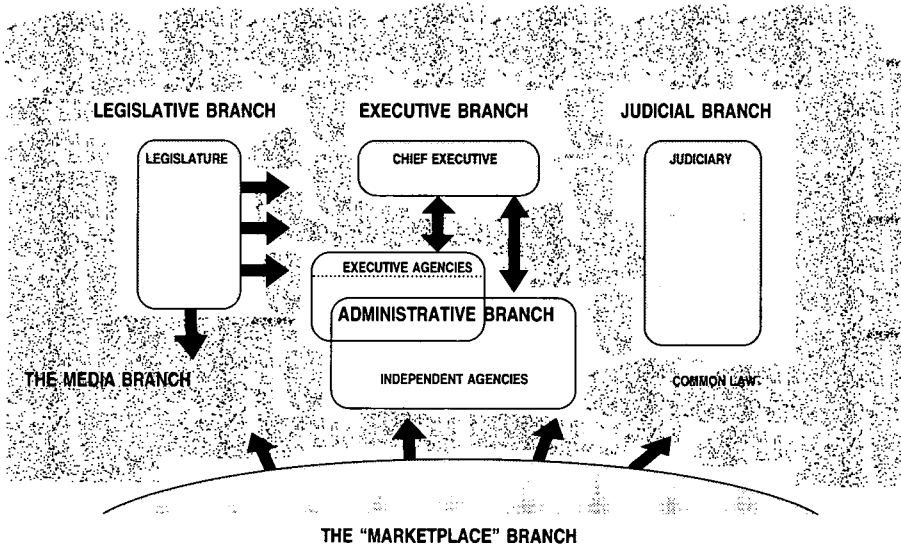 LEGISLATIVE BRANCH
EXECUTIVE BRANCH
JUDICIAL BRANCH
LEGISLATURE
CHIEF EXECUTIVE
JUDICIARY
EXECUTIVE AGENCIES
ADMINISTRATIVE BRANCH
THE MEDIA BRANCH
INDEPENDENT AGENCIES
COMMON LAW
THE "MARKETPLACE" BRANCH